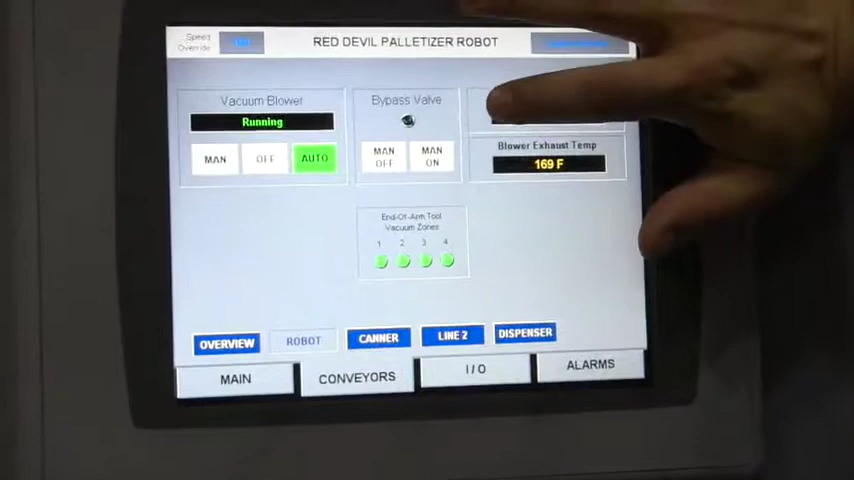 Speed
Override
RED DEVIL PALLETIZER ROBOT
Vacuum Blower
Running
MAN
OFF
AUTO
Bypass Valve
MAN
OFF
MAN
ON
Blower Exhaust Temp
169 F
End-Of-Arm Tool
Vacuum Zones
1 2 3 4
OVERVIEW
ROBOT
CANNER
LINE 2
DISPENSER
MAIN
CONVEYORS
I / O
ALARMS